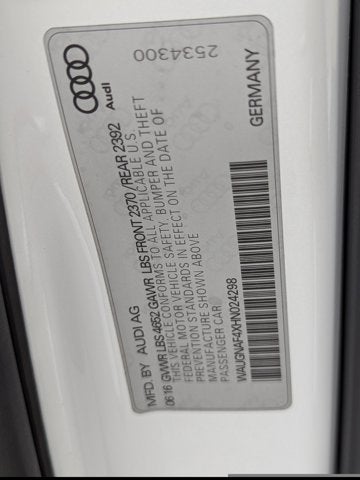 MFD. BY AUDI AG
06 16 GVWR LBS 4652 GAWR LBS FRONT 2370 /REAR 2392
THIS VEHICLE CONFORMS TO ALL APPLICABLE U.S.
FEDERAL MOTOR VEHICLE SAFETY, BUMPER AND THEFT
PREVENTION STANDARDS IN EFFECT ON THE DATE OF
MANUFACTURE SHOWN ABOVE
PASSENGER CAR
WAUGNAF4XHN024298
Audi
2534300
GERMANY